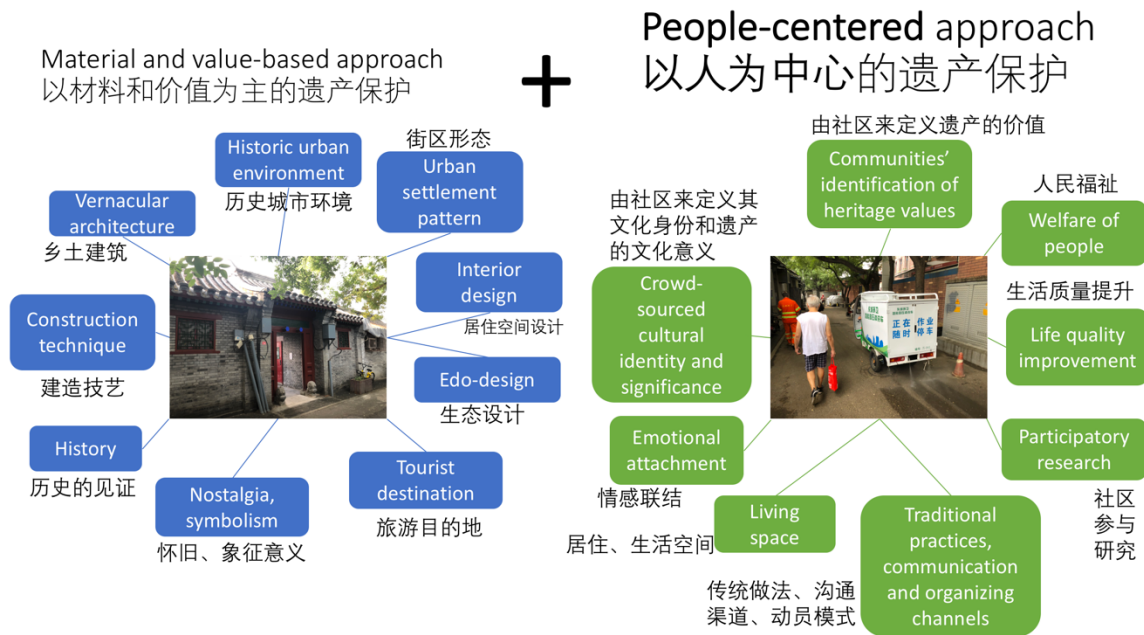 Material and value-based approach
以材料和价值为主的遗产保护
+
People-centered approach
以人为中心的遗产保护
Historic urban
environment
历史城市环境
街区形态
Urban
settlement
pattern
Vernacular
architecture
乡土建筑
Interior
design
居住空间设计
Construction
technique
建造技艺
Edo-design
生态设计
History
历史的见证
Nostalgia,
symbolism
怀旧、象征意义
Tourist
destination
旅游目的地
由社区来定义遗产的价值
Communities’
identification of
heritage values
人民福祉
Welfare of
people
由社区来定义其
文化身份和遗产
的文化意义
Crowd-
sourced
cultural
identity and
significance
生活质量提升
Life quality
improvement
正在 作业
随时 停车
Emotional
attachment
情感联结
Participatory
research
社区
参与
研究
Living
space
居住、生活空间
Traditional
practices,
communication
and organizing
channels
传统做法、沟通
渠道、动员模式